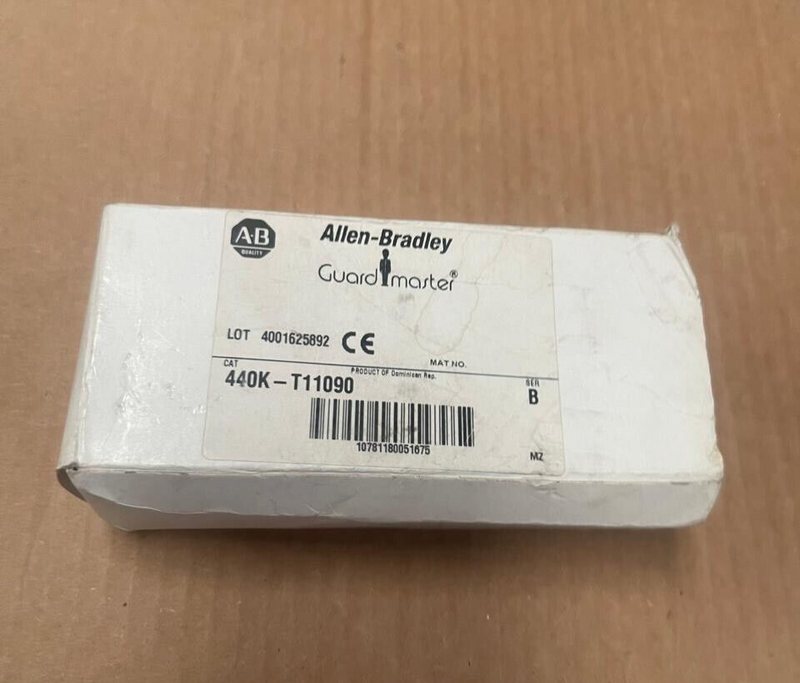 A-B
QUALITY
Allen-Bradley
Guardmaster®
LOT 4001625892 CE
MAT NO.
CAT
PRODUCT OF Dominican Rep.
SER
440K-T11090
B
10781180051675
MZ